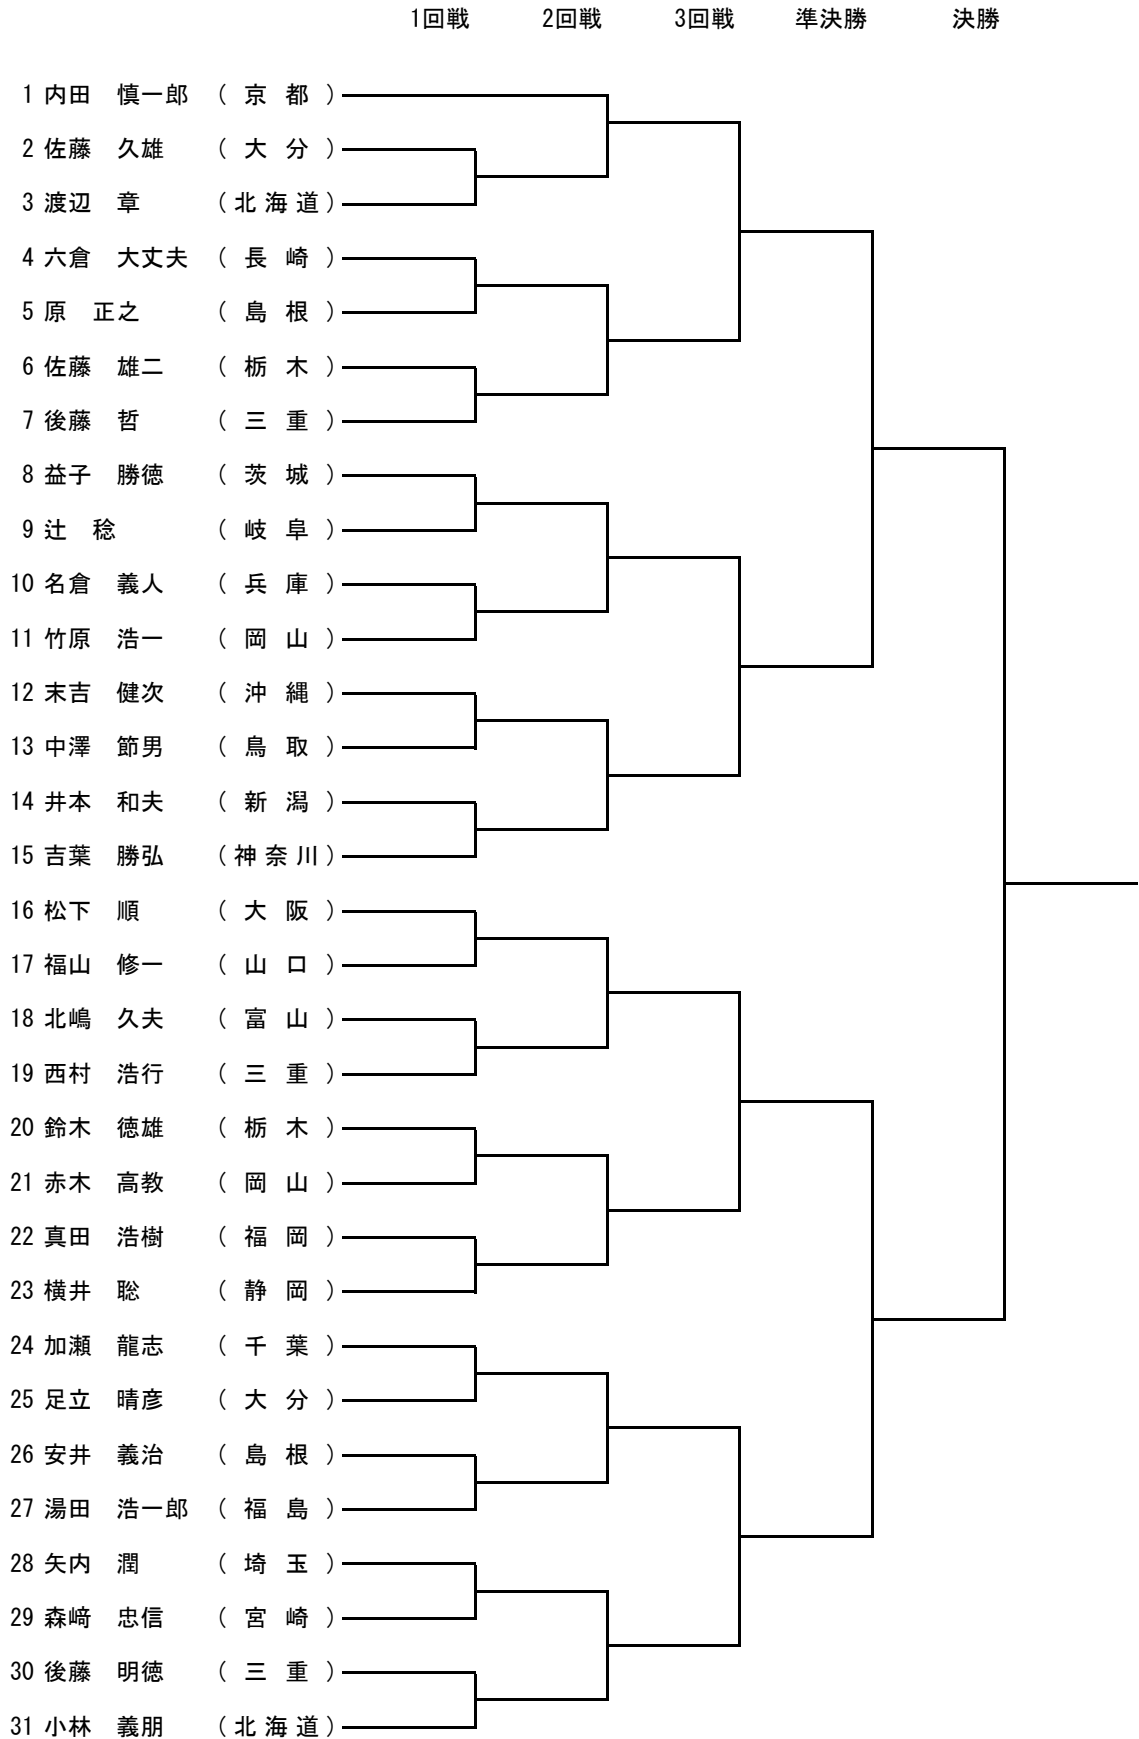 1回戦 2回戦 3回戦 準決勝 決勝
1 内田 慎一郎 (京都)
2 佐藤 久雄 (大分)
3 渡辺 章 (北海道)
4 六倉 大丈夫 (長崎)
5 原 正之 (島根)
6 佐藤 雄二 (栃木)
7 後藤 哲 (三重)
8 益子 勝徳 (茨城)
9 辻 稔 (岐阜)
10 名倉 義人 (兵庫)
11 竹原 浩一 (岡山)
12 末吉 健次 (沖縄)
13 中澤 節男 (鳥取)
14 井本 和夫 (新潟)
15 吉葉 勝弘 (神奈川)
16 松下 順 (大阪)
17 福山 修一 (山口)
18 北嶋 久夫 (富山)
19 西村 浩行 (三重)
20 鈴木 徳雄 (栃木)
21 赤木 高教 (岡山)
22 真田 浩樹 (福岡)
23 横井 聡 (静岡)
24 加瀬 龍志 (千葉)
25 足立 晴彦 (大分)
26 安井 義治 (島根)
27 湯田 浩一郎 (福島)
28 矢内 潤 (埼玉)
29 森﨑 忠信 (宮崎)
30 後藤 明徳 (三重)
31 小林 義朋 (北海道)